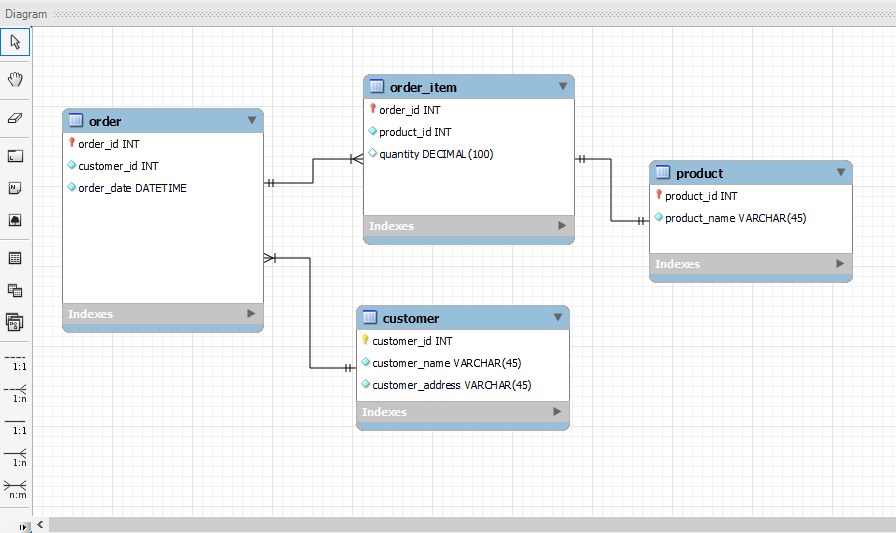 Diagram
order
order_id INT
customer_id INT
order_date DATETIME
Indexes
order_item
order_id INT
product_id INT
quantity DECIMAL(100)
Indexes
product
product_id INT
product_name VARCHAR(45)
Indexes
customer
customer_id INT
customer_name VARCHAR(45)
customer_address VARCHAR(45)
Indexes
1:1
1:n
1:1
1:n
n:m